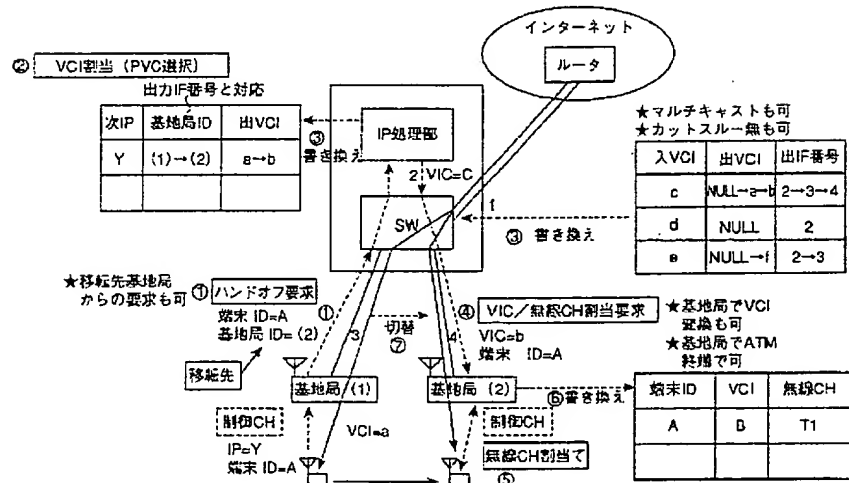 インターネット
ルータ
② VCI割当(PVC選択)
出力IF番号と対応
次IP 基地局ID 出VCI
Y (1)→(2) a→b
③
書き換え
IP処理部
2 VIC=C
SW
f
★マルチキャストも可
★カットスルー無も可
入VCI 出VCI 出IF番号
c NULL→a→b 2→3→4
d NULL 2
e NULL→f 2→3
③ 書き換え
★移転先基地局
からの要求も可
① ハンドオフ要求
端末 ID=A
基地局 ID=(2)
①
移転先
3
切替
⑦
4
④ VIC/無線CH割当要求
VIC=b
端末 ID=A
★基地局でVCI
変換も可
★基地局でATM
終端で可
基地局(1)
基地局(2)
⑥書き換え
端末ID VCI 無線CH
A B T1
制御CH
IP=Y
端末 ID=A
VCI=a
制御CH
無線CH割当て
⑤